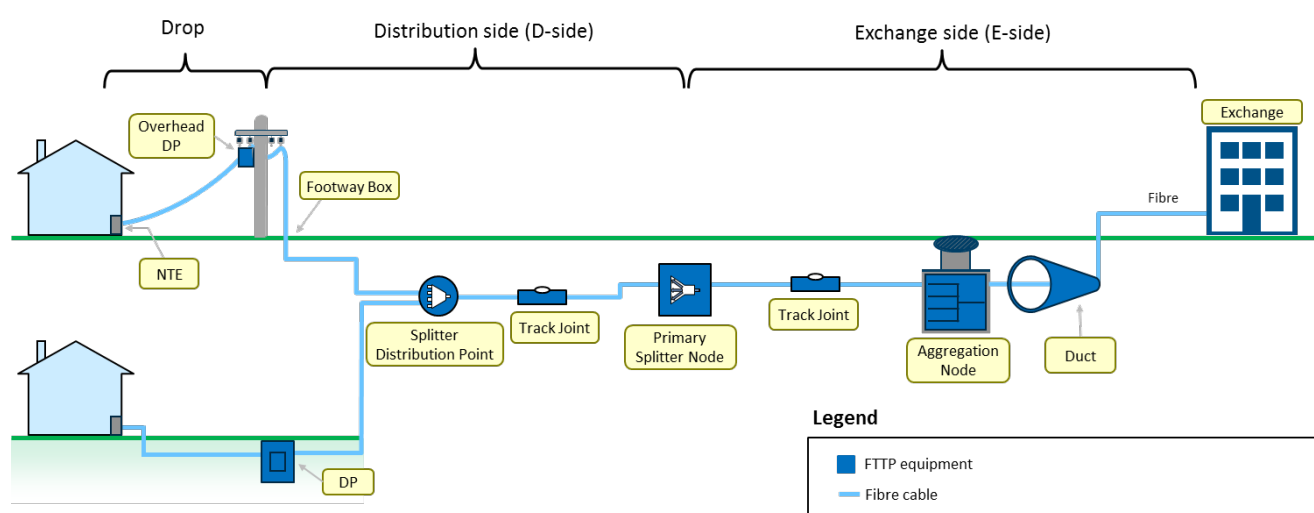 Drop
Distribution side (D-side)
Exchange side (E-side)
Overhead
DP
Exchange
Footway Box
Fibre
NTE
Splitter
Distribution Point
Track Joint
Primary
Splitter Node
Track Joint
Aggregation
Node
Duct
DP
Legend
FTTP equipment
Fibre cable